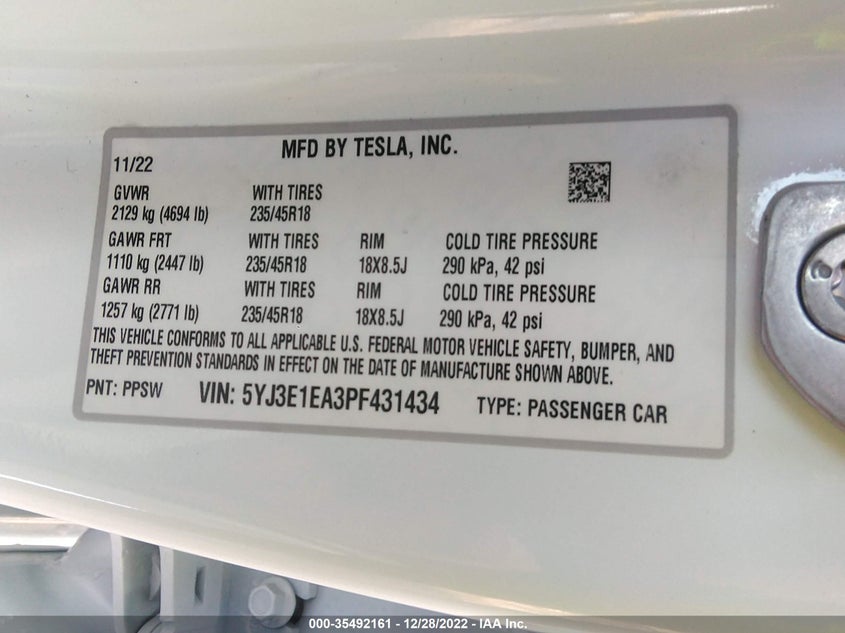 MFD BY TESLA, INC.
11/22
GVWR WITH TIRES
2129 kg (4694 lb) 235/45R18
GAWR FRT WITH TIRES RIM COLD TIRE PRESSURE
1110 kg (2447 lb) 235/45R18 18X8.5J 290 kPa, 42 psi
GAWR RR WITH TIRES RIM COLD TIRE PRESSURE
1257 kg (2771 lb) 235/45R18 18X8.5J 290 kPa, 42 psi
THIS VEHICLE CONFORMS TO ALL APPLICABLE U.S. FEDERAL MOTOR VEHICLE SAFETY, BUMPER, AND
THEFT PREVENTION STANDARDS IN EFFECT ON THE DATE OF MANUFACTURE SHOWN ABOVE.
PNT: PPSW VIN: 5YJ3E1EA3PF431434 TYPE: PASSENGER CAR
000-35492161 - 12/28/2022 - IAA Inc.